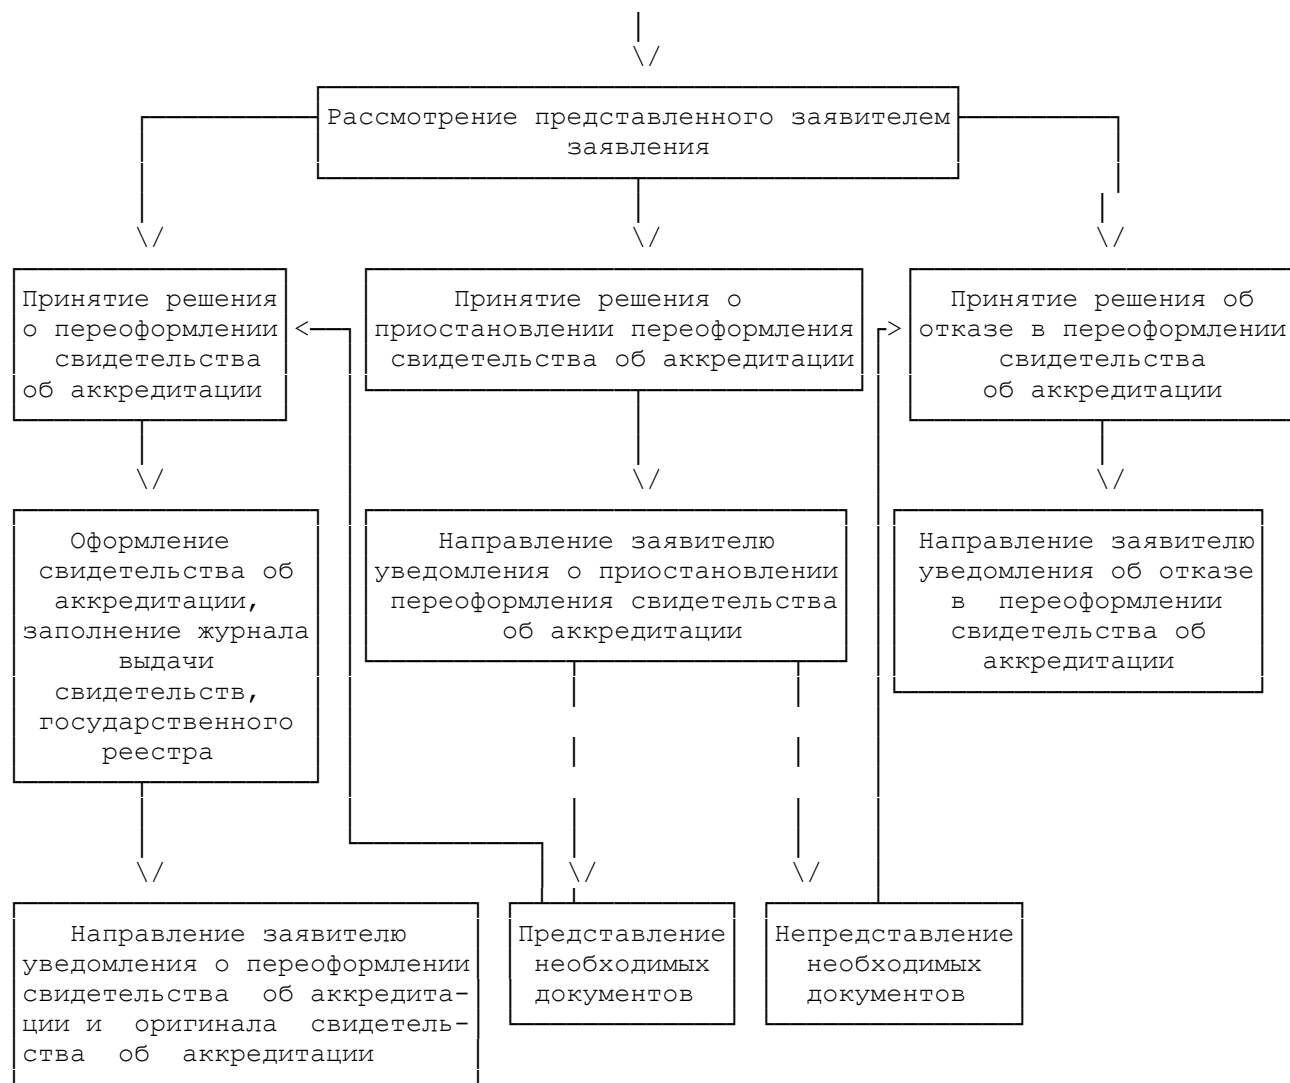 Рассмотрение представленного заявителем
заявления
Принятие решения
о переоформлении
свидетельства
об аккредитации
Принятие решения о
приостановлении переоформления
свидетельства об аккредитации
Принятие решения об
отказе в переоформлении
свидетельства
об аккредитации
Оформление
свидетельства об
аккредитации,
заполнение журнала
выдачи
свидетельств,
государственного
реестра
Направление заявителю
уведомления о приостановлении
переоформления свидетельства
об аккредитации
Направление заявителю
уведомления об отказе
в переоформлении
свидетельства об
аккредитации
Направление заявителю
уведомления о переоформлении
свидетельства об аккредита-
ции и оригинала свидетель-
ства об аккредитации
Представление
необходимых
документов
Непредставление
необходимых
документов